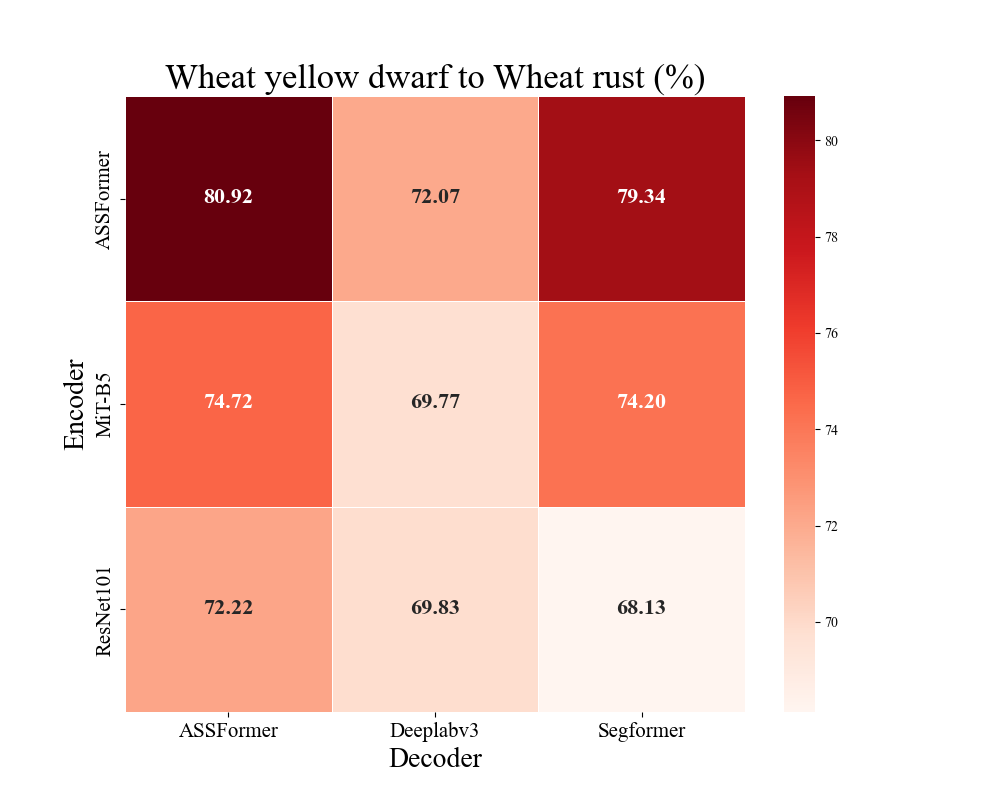 Wheat yellow dwarf to Wheat rust (%)
Encoder
ASSFormer
80.92 72.07 79.34
MiT-B5
74.72 69.77 74.20
ResNet101
72.22 69.83 68.13
ASSFormer Deeplabv3 Segformer
Decoder
80
78
76
74
72
70